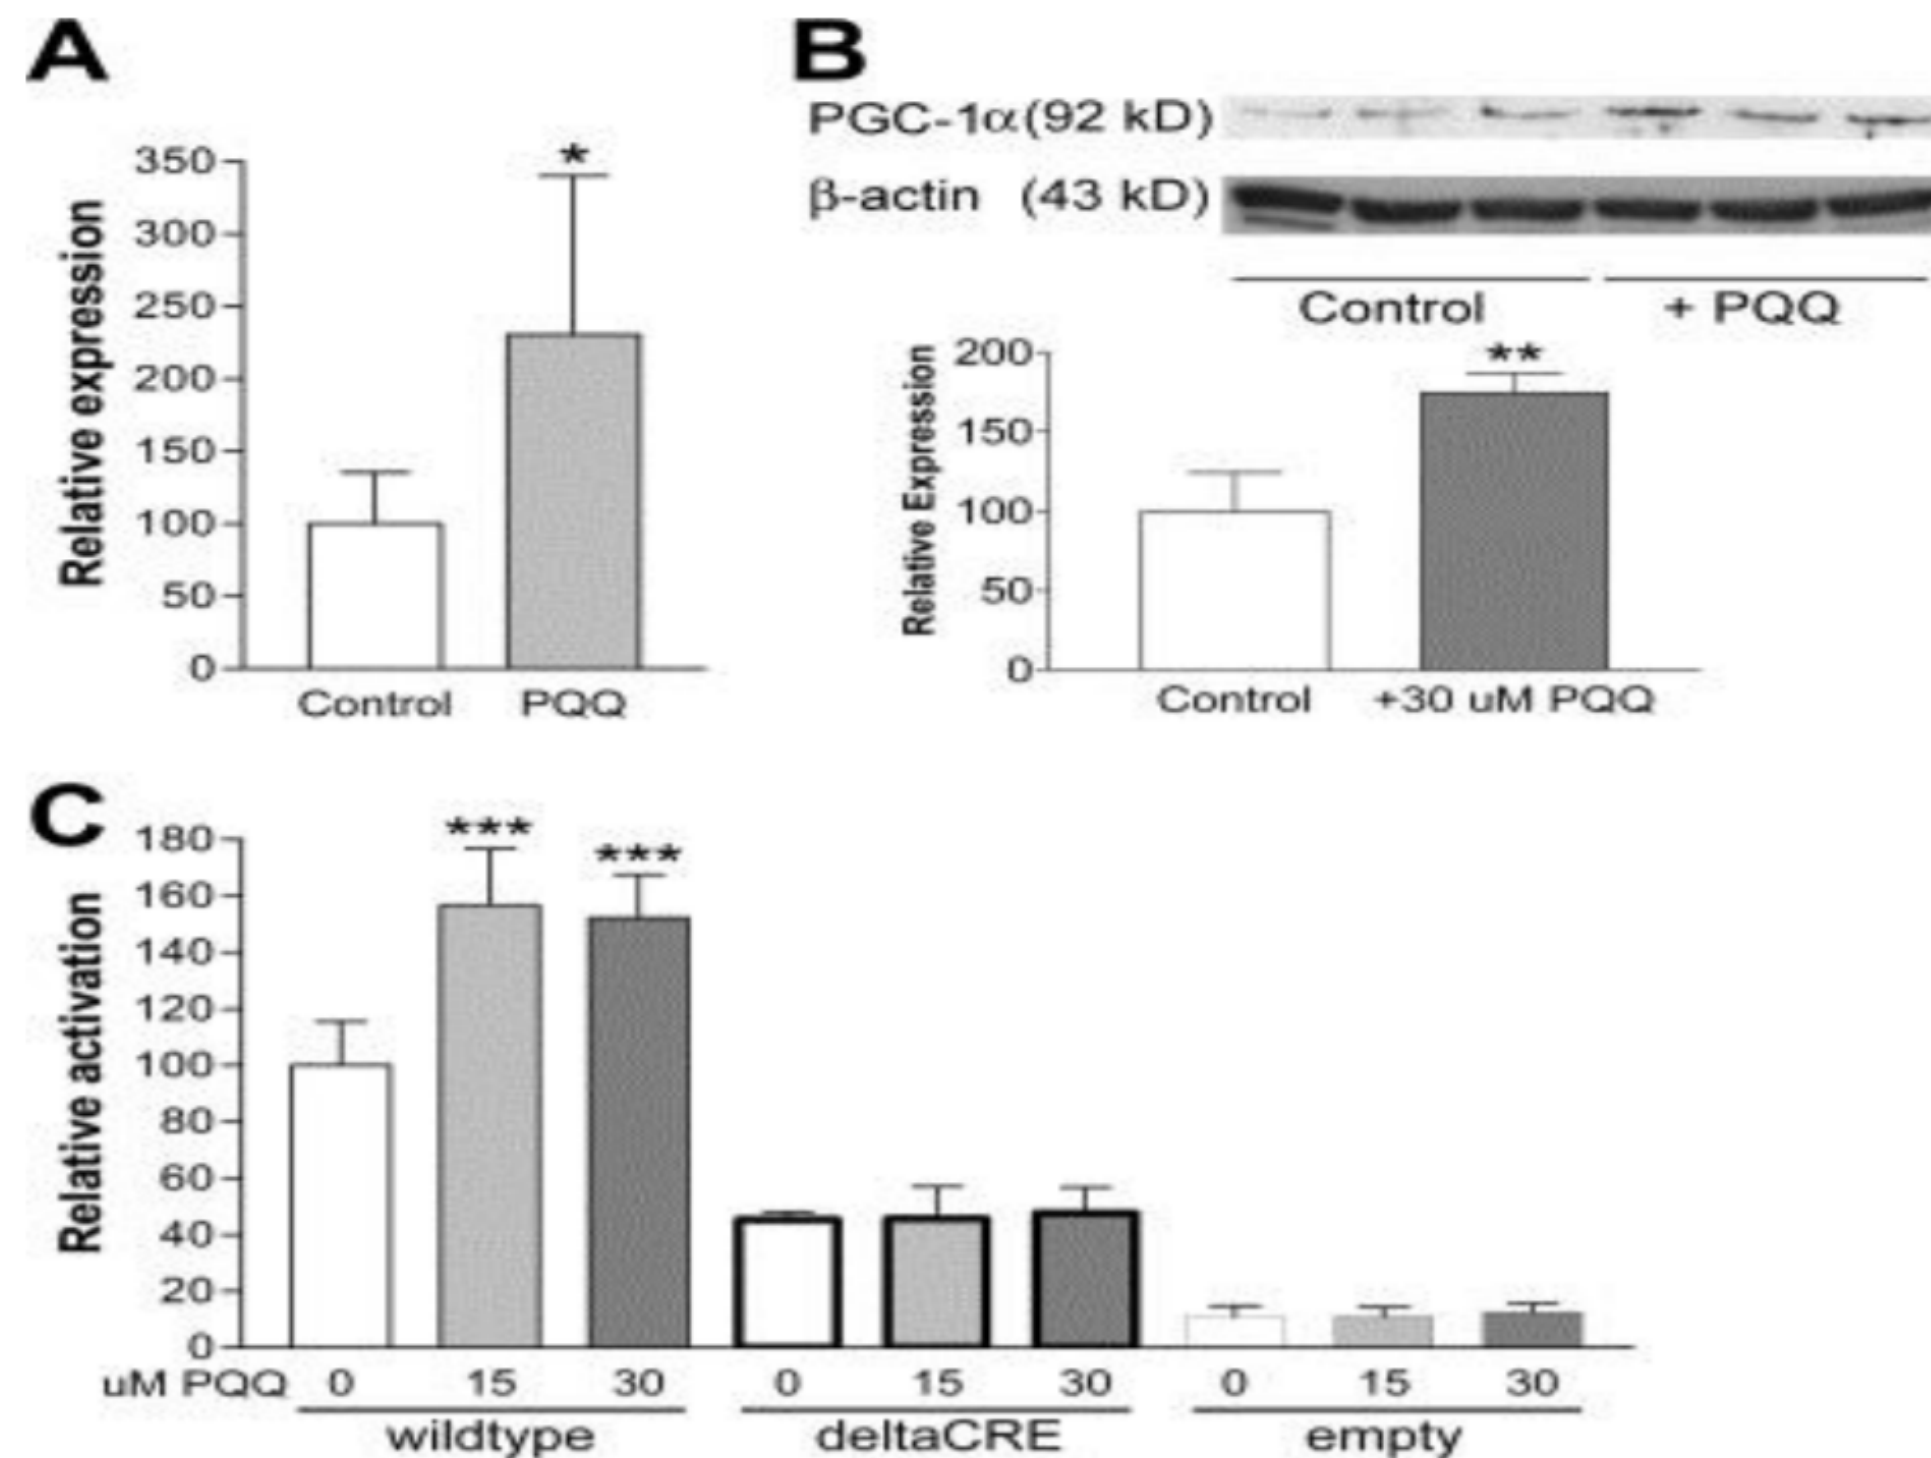 A
Relative expression
350
300
250
200
150
100
50
0
*
Control PQQ
B
PGC-1α (92 kD)
β-actin (43 kD)
Control + PQQ
Relative Expression
200
150
100
50
0
**
Control +30 uM PQQ
C
Relative activation
180
160
140
120
100
80
60
40
20
0
*** ***
uM PQQ 0 15 30 0 15 30 0 15 30
wildtype deltaCRE empty